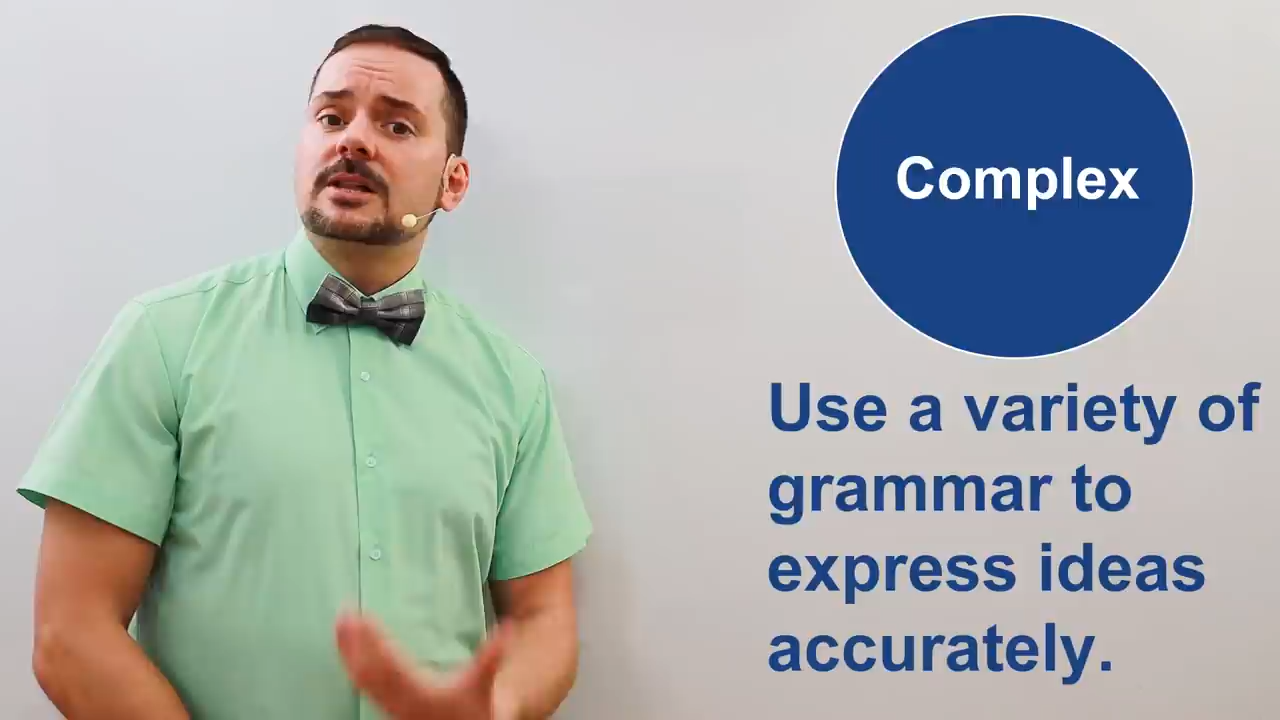 Complex
Use a variety of
grammar to
express ideas
accurately.